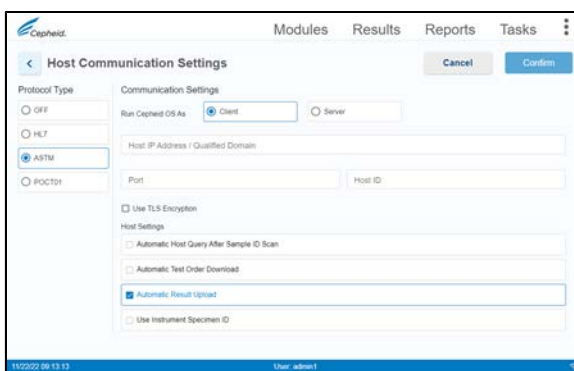 Cepheid.
Modules Results Reports Tasks
Host Communication Settings
Cancel Confirm
Protocol Type
OFF
HL7
ASTM
POCT01
Communication Settings
Run Cepheid OS As Client Server
Host IP Address / Qualified Domain
Port Host ID
Use TLS Encryption
Host Settings
Automatic Host Query After Sample ID Scan
Automatic Test Order Download
Automatic Result Upload
Use Instrument Specimen ID
11/22/22 09:13:13 User: admin1